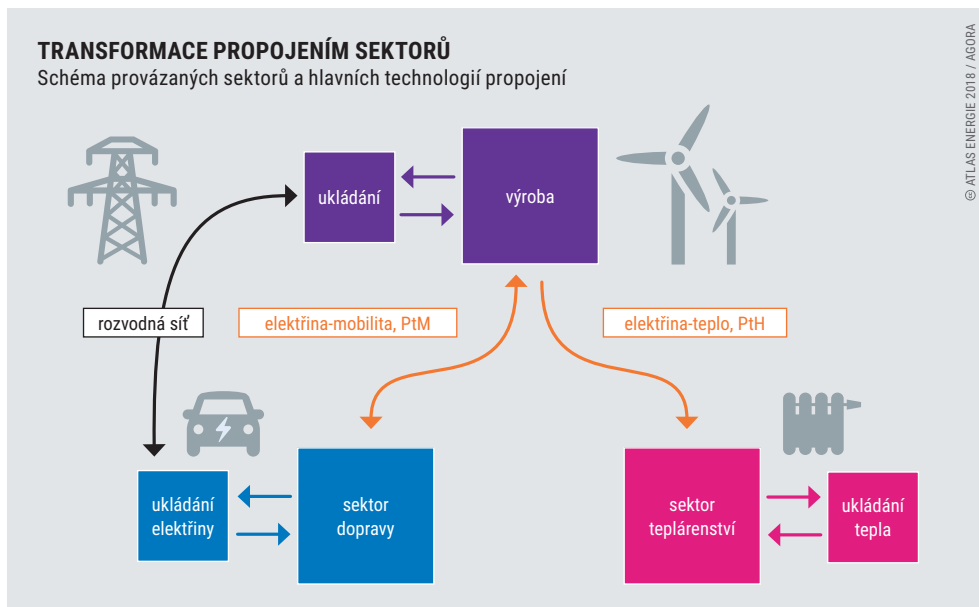 TRANSFORMACE PROPOJENÍM SEKTORŮ
Schéma provázaných sektorů a hlavních technologií propojení
ukládání
výroba
rozvodná síť
elektřina-mobilita, PtM
elektřina-teplo, PtH
ukládání
elektřiny
sektor
dopravy
sektor
teplárenství
ukládání
tepla
© ATLAS ENERGIE 2018 / AGORA